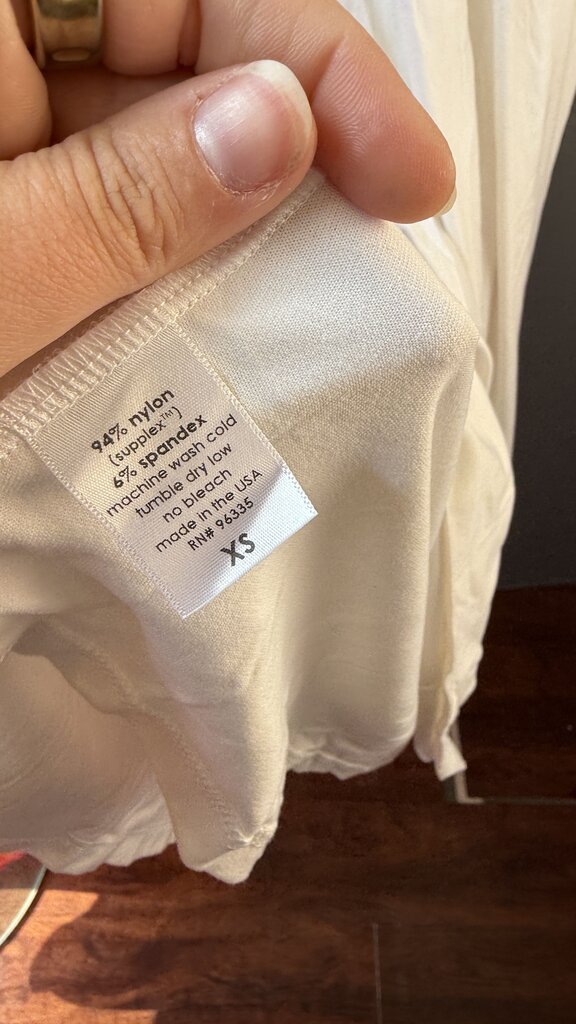 94% nylon
(supplex™)
6% spandex
machine wash cold
tumble dry low
no bleach
made in the USA
RN# 96335
XS